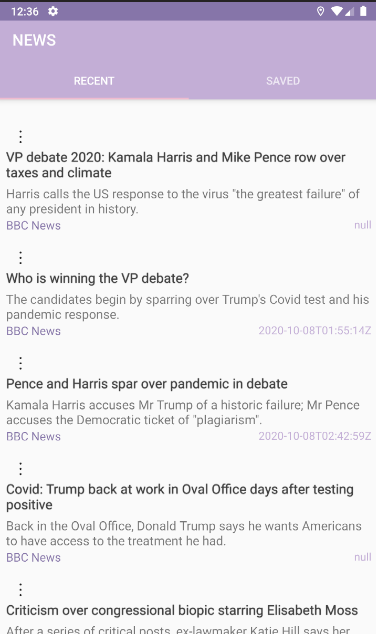 12:36
NEWS
RECENT SAVED
VP debate 2020: Kamala Harris and Mike Pence row over
taxes and climate
Harris calls the US response to the virus "the greatest failure" of
any president in history.
BBC News null
Who is winning the VP debate?
The candidates begin by sparring over Trump's Covid test and his
pandemic response.
BBC News 2020-10-08T01:55:14Z
Pence and Harris spar over pandemic in debate
Kamala Harris accuses Mr Trump of a historic failure; Mr Pence
accuses the Democratic ticket of "plagiarism".
BBC News 2020-10-08T02:42:59Z
Covid: Trump back at work in Oval Office days after testing
positive
Back in the Oval Office, Donald Trump says he wants Americans
to have access to the treatment he had.
BBC News null
Criticism over congressional biopic starring Elisabeth Moss
After a series of critical posts, ex-lawmaker Katie Hill says her